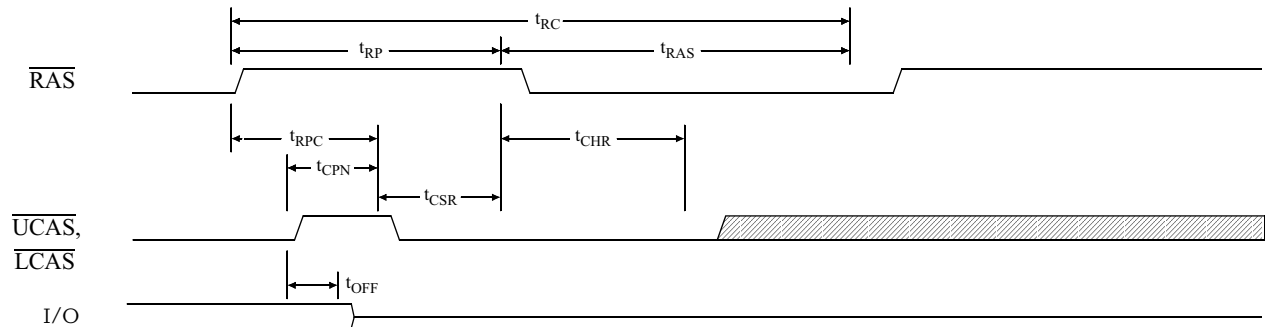 tRC
tRP
tRAS
RAS
tRPC
tCHR
tCPN
tCSR
UCAS,
LCAS
tOFF
I/O